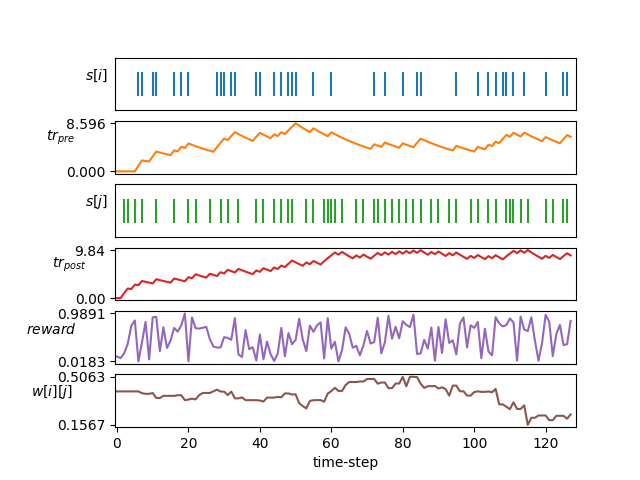 s[i]
8.596
tr_pre
0.000
s[j]
9.84
tr_post
0.00
0.9891
reward
0.0183
0.5063
w[i][j]
0.1567
0 20 40 60 80 100 120
time-step